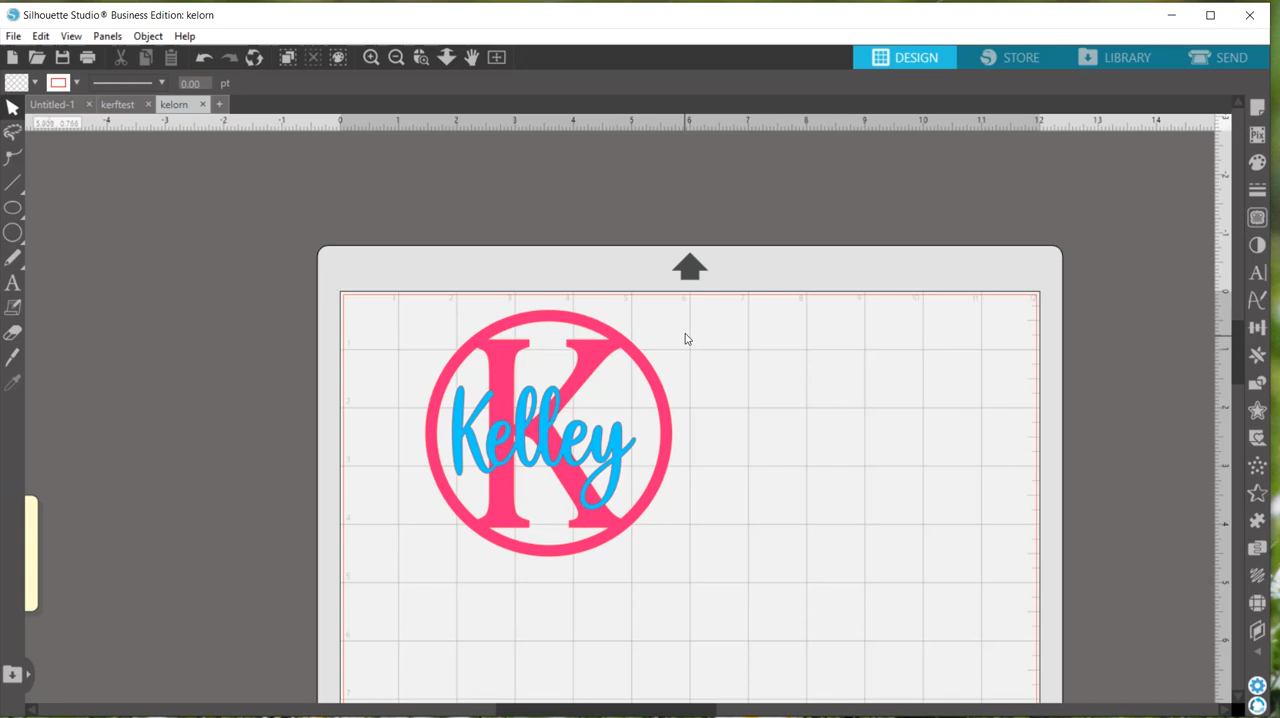 Silhouette Studio® Business Edition: kelorn
File Edit View Panels Object Help
DESIGN STORE LIBRARY SEND
0.00 pt
Untitled-1 kerftest kelorn
-4 -3 -2 -1 0 1 2 3 4 5 6 7 8 9 10 11 12 13 14
K
Kelley